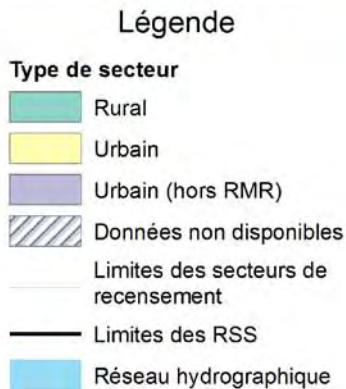 Légende
Type de secteur
Rural
Urbain
Urbain (hors RMR)
Données non disponibles
Limites des secteurs de
recensement
Limites des RSS
Réseau hydrographique